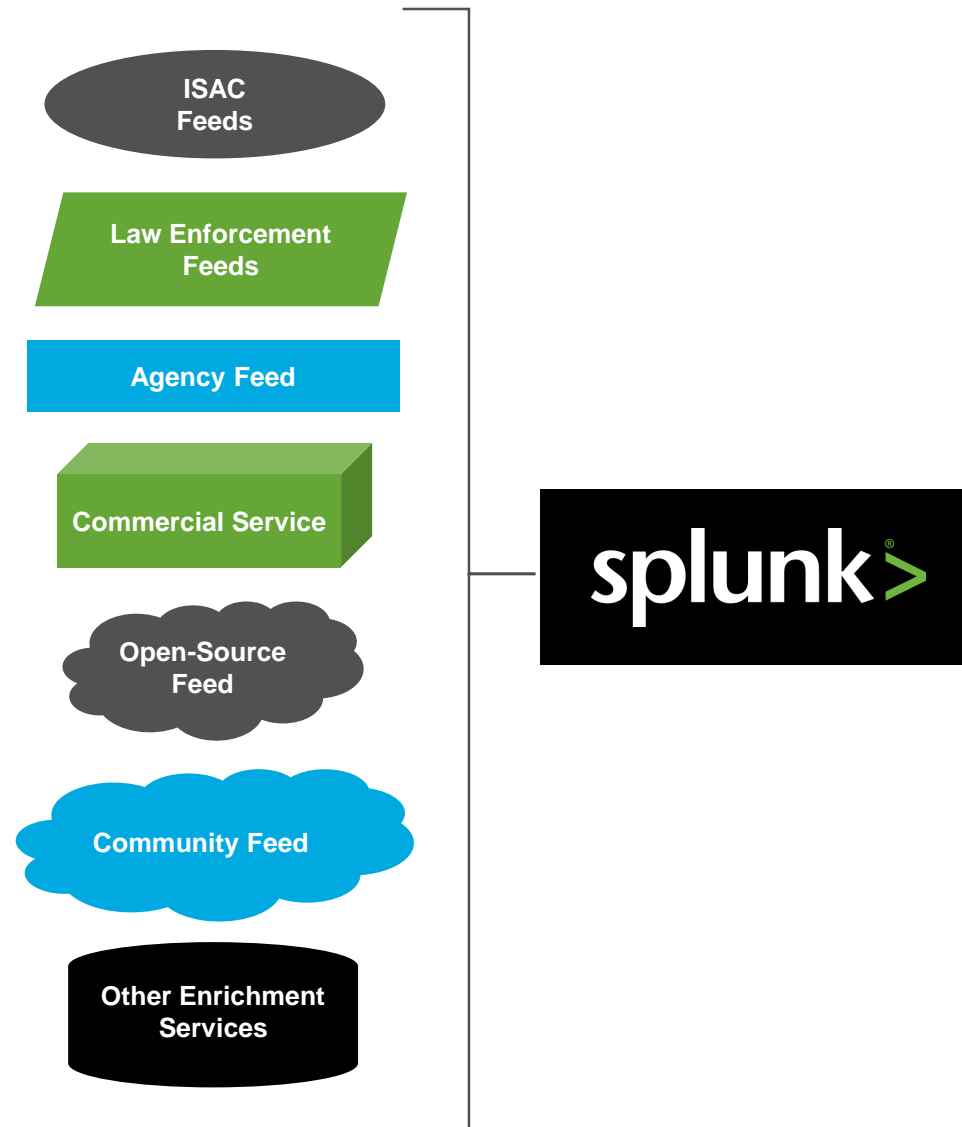 ISAC
Feeds
Law Enforcement
Feeds
Agency Feed
Commercial Service
Open-Source
Feed
Community Feed
Other Enrichment
Services
splunk>®